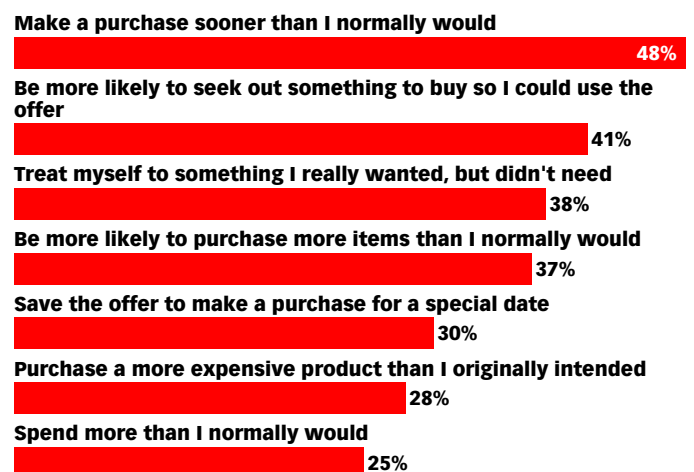 Make a purchase sooner than I normally would
48%
Be more likely to seek out something to buy so I could use the
offer
41%
Treat myself to something I really wanted, but didn't need
38%
Be more likely to purchase more items than I normally would
37%
Save the offer to make a purchase for a special date
30%
Purchase a more expensive product than I originally intended
28%
Spend more than I normally would
25%